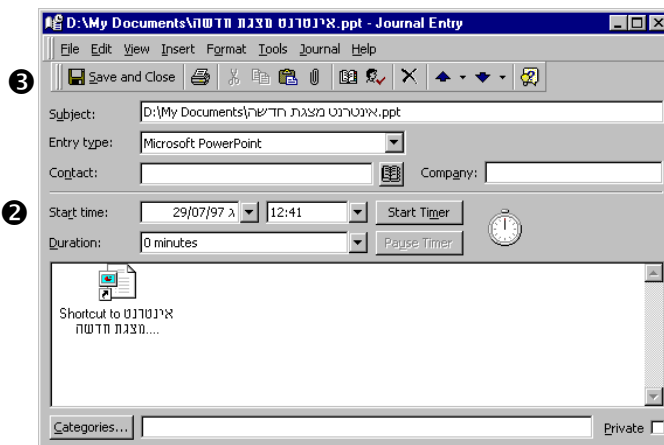 D:\My Documents\אינטרנט מצגת חדשה.ppt - Journal Entry
File Edit View Insert Format Tools Journal Help
❸ Save and Close
Subject: D:\My Documents\אינטרנט מצגת חדשה.ppt
Entry type: Microsoft PowerPoint
Contact: Company:
❷ Start time: 29/07/97 ג 12:41 Start Timer
Duration: 0 minutes Pause Timer
Shortcut to אינטרנט
מצגת חדשה....
Categories... Private